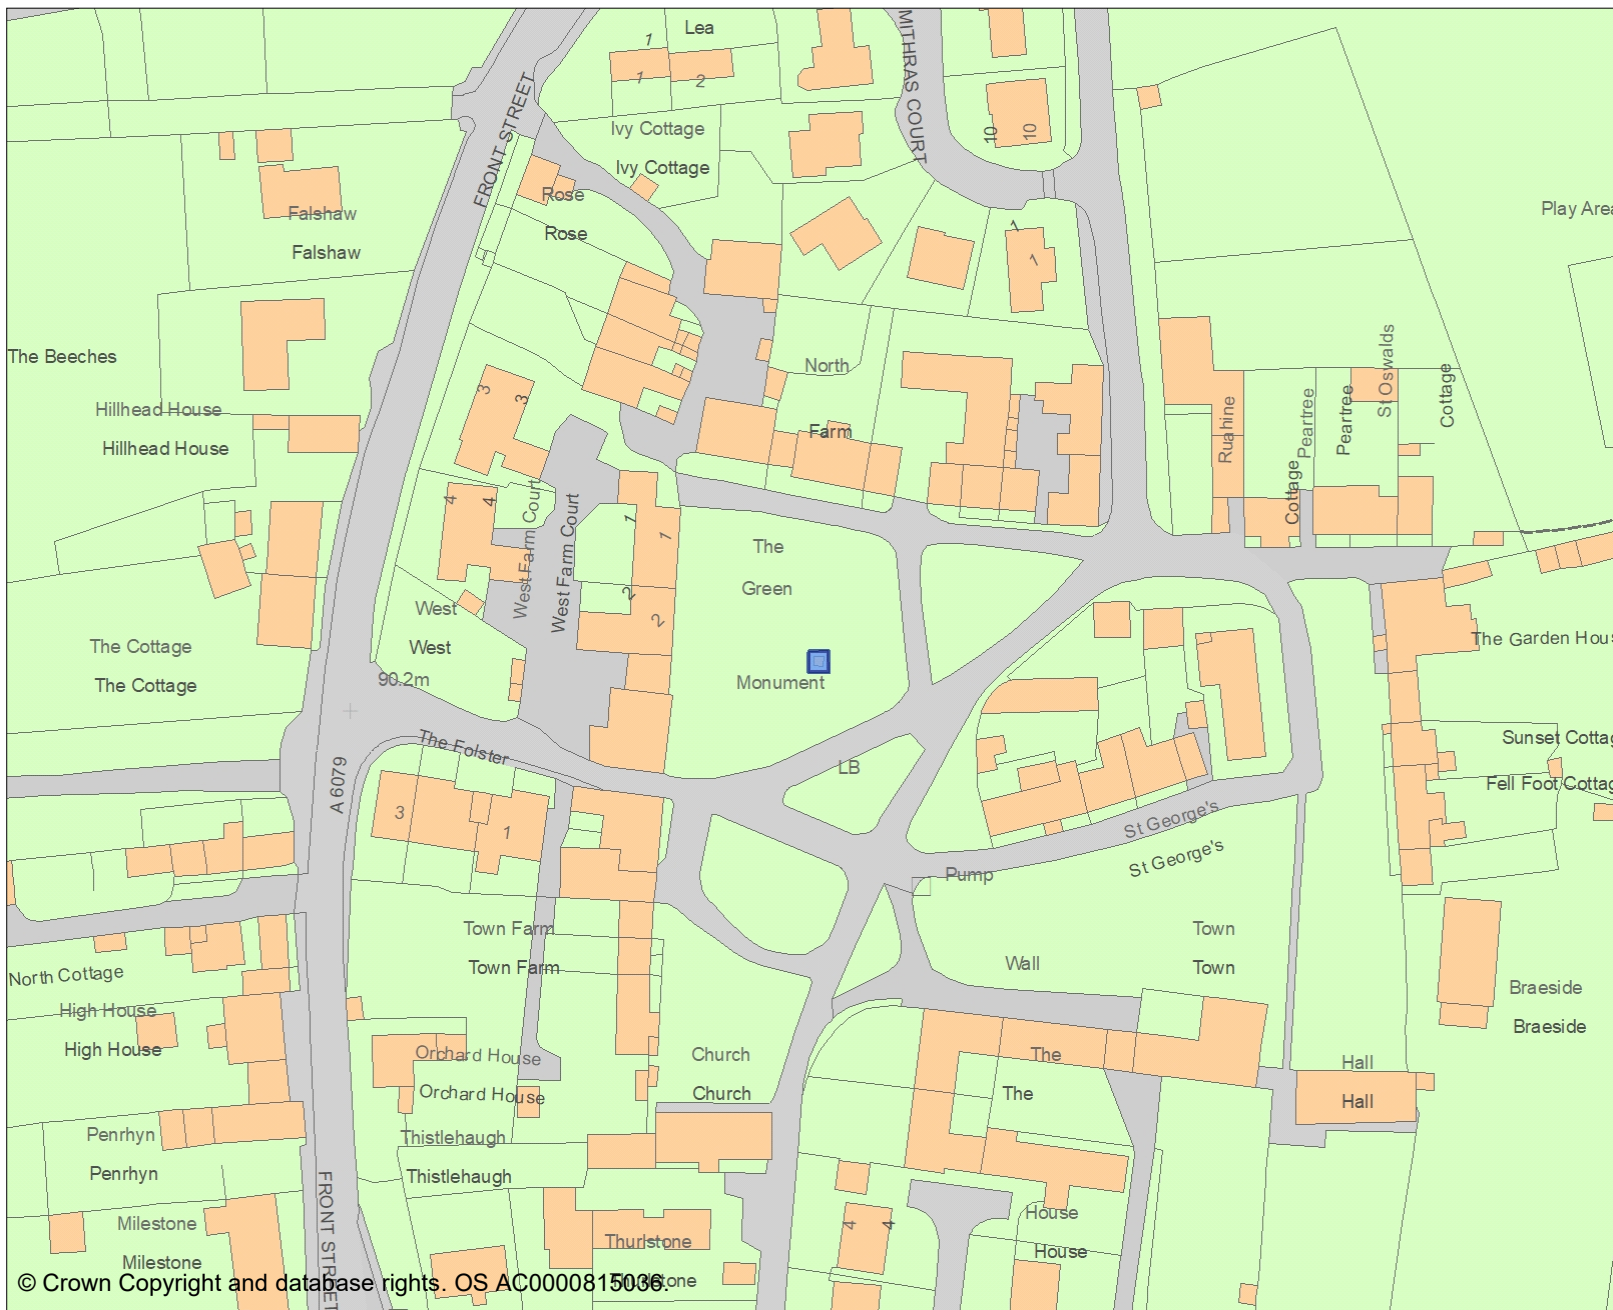 Lea
1
1
2
MITHRAS COURT
FRONT STREET
10
10
Ivy Cottage
Ivy Cottage
Rose
Rose
Falshaw
Falshaw
1
1
Play Area
The Beeches
North
Farm
3
3
Hillhead House
Hillhead House
Ruahine
Cottage
Peartree
Peartree
St Oswalds
Cottage
4
4
West Farm Court
West Farm Court
1
1
2
2
The
Green
West
West
90.2m
Monument
The Cottage
The Cottage
The Garden Hou
The Folster
A 6079
LB
Sunset Cottag
Fell Foot Cottag
3
1
St George's
St George's
Pump
Town Farm
Town Farm
Wall
Town
Town
North Cottage
High House
High House
Braeside
Braeside
Orchard House
Orchard House
Church
Church
The
The
Hall
Hall
Penrhyn
Penrhyn
Thistlehaugh
Thistlehaugh
FRONT STREET
Milestone
Milestone
Thurlstone
Thurlstone
4
4
House
House
© Crown Copyright and database rights. OS AC0000815036.